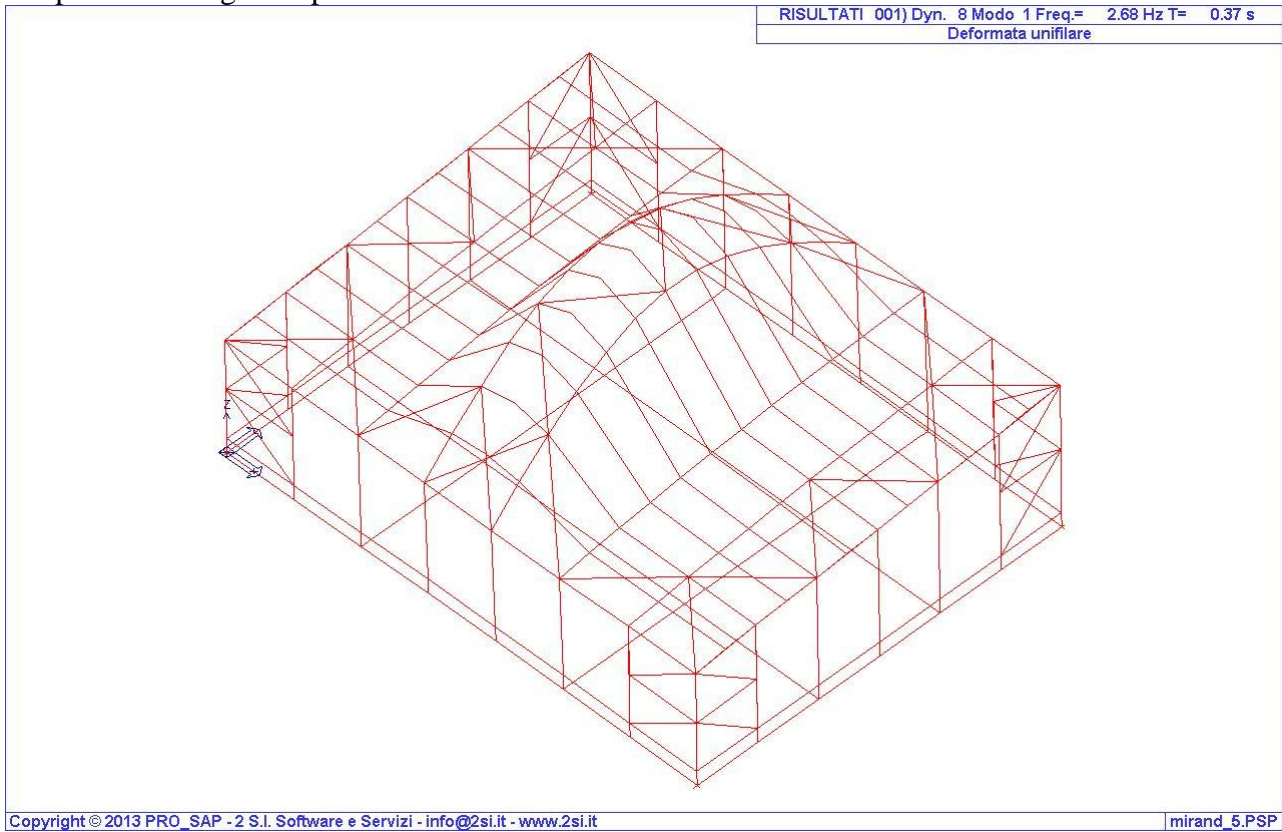 RISULTATI 001) Dyn. 8 Modo 1 Freq.= 2.68 Hz T= 0.37 s
Deformata unifilare
Z
Copyright © 2013 PRO_SAP - 2 S.I. Software e Servizi - info@2si.it - www.2si.it
mirand_5.PSP